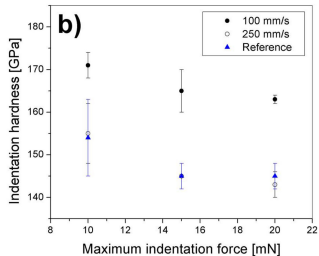 b)
100 mm/s
250 mm/s
Reference
Indentation hardness [GPa]
170
160
150
140
8 10 12 14 16 18 20 22
Maximum indentation force [mN]